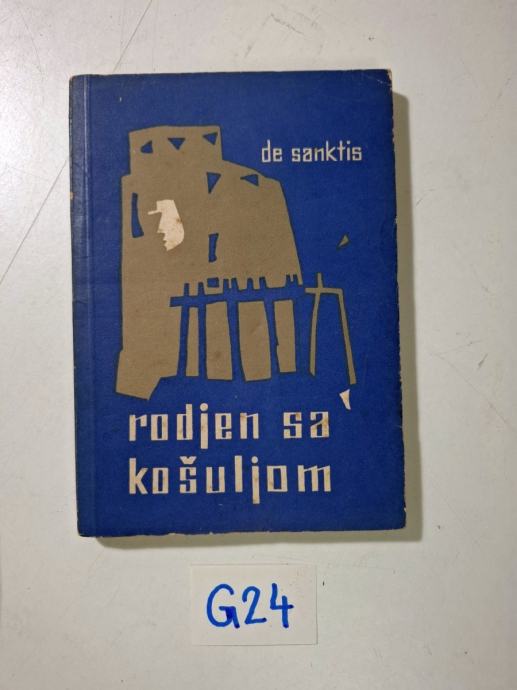 de sanktis
rodjen sa
košuljom
G24